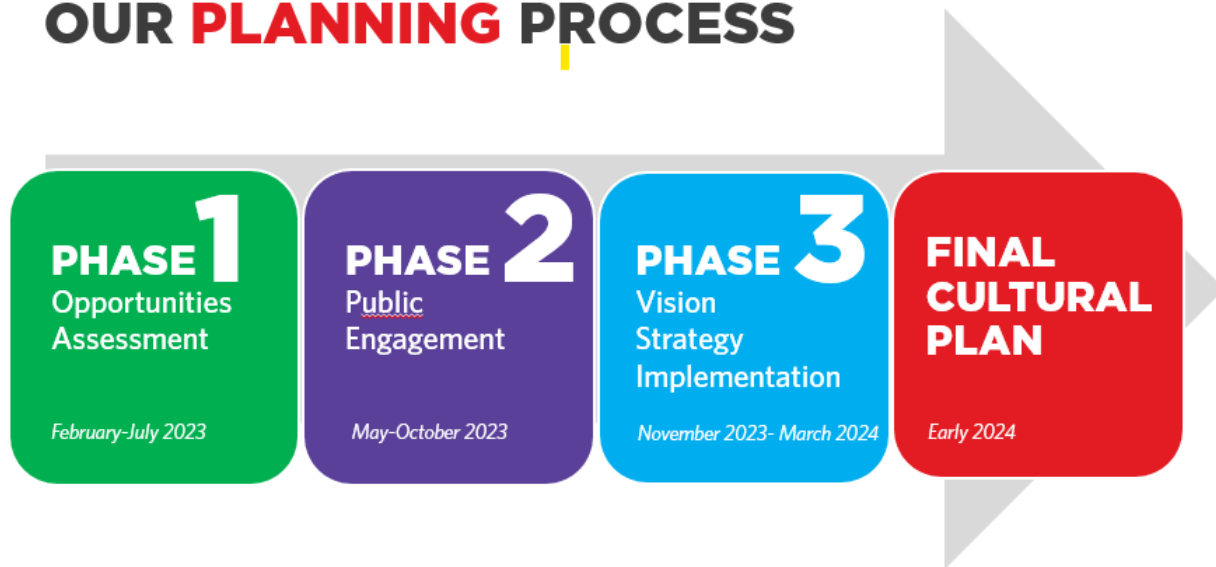 OUR PLANNING PROCESS
PHASE 1
Opportunities
Assessment
February-July 2023
PHASE 2
Public
Engagement
May-October 2023
PHASE 3
Vision
Strategy
Implementation
November 2023- March 2024
FINAL
CULTURAL
PLAN
Early 2024